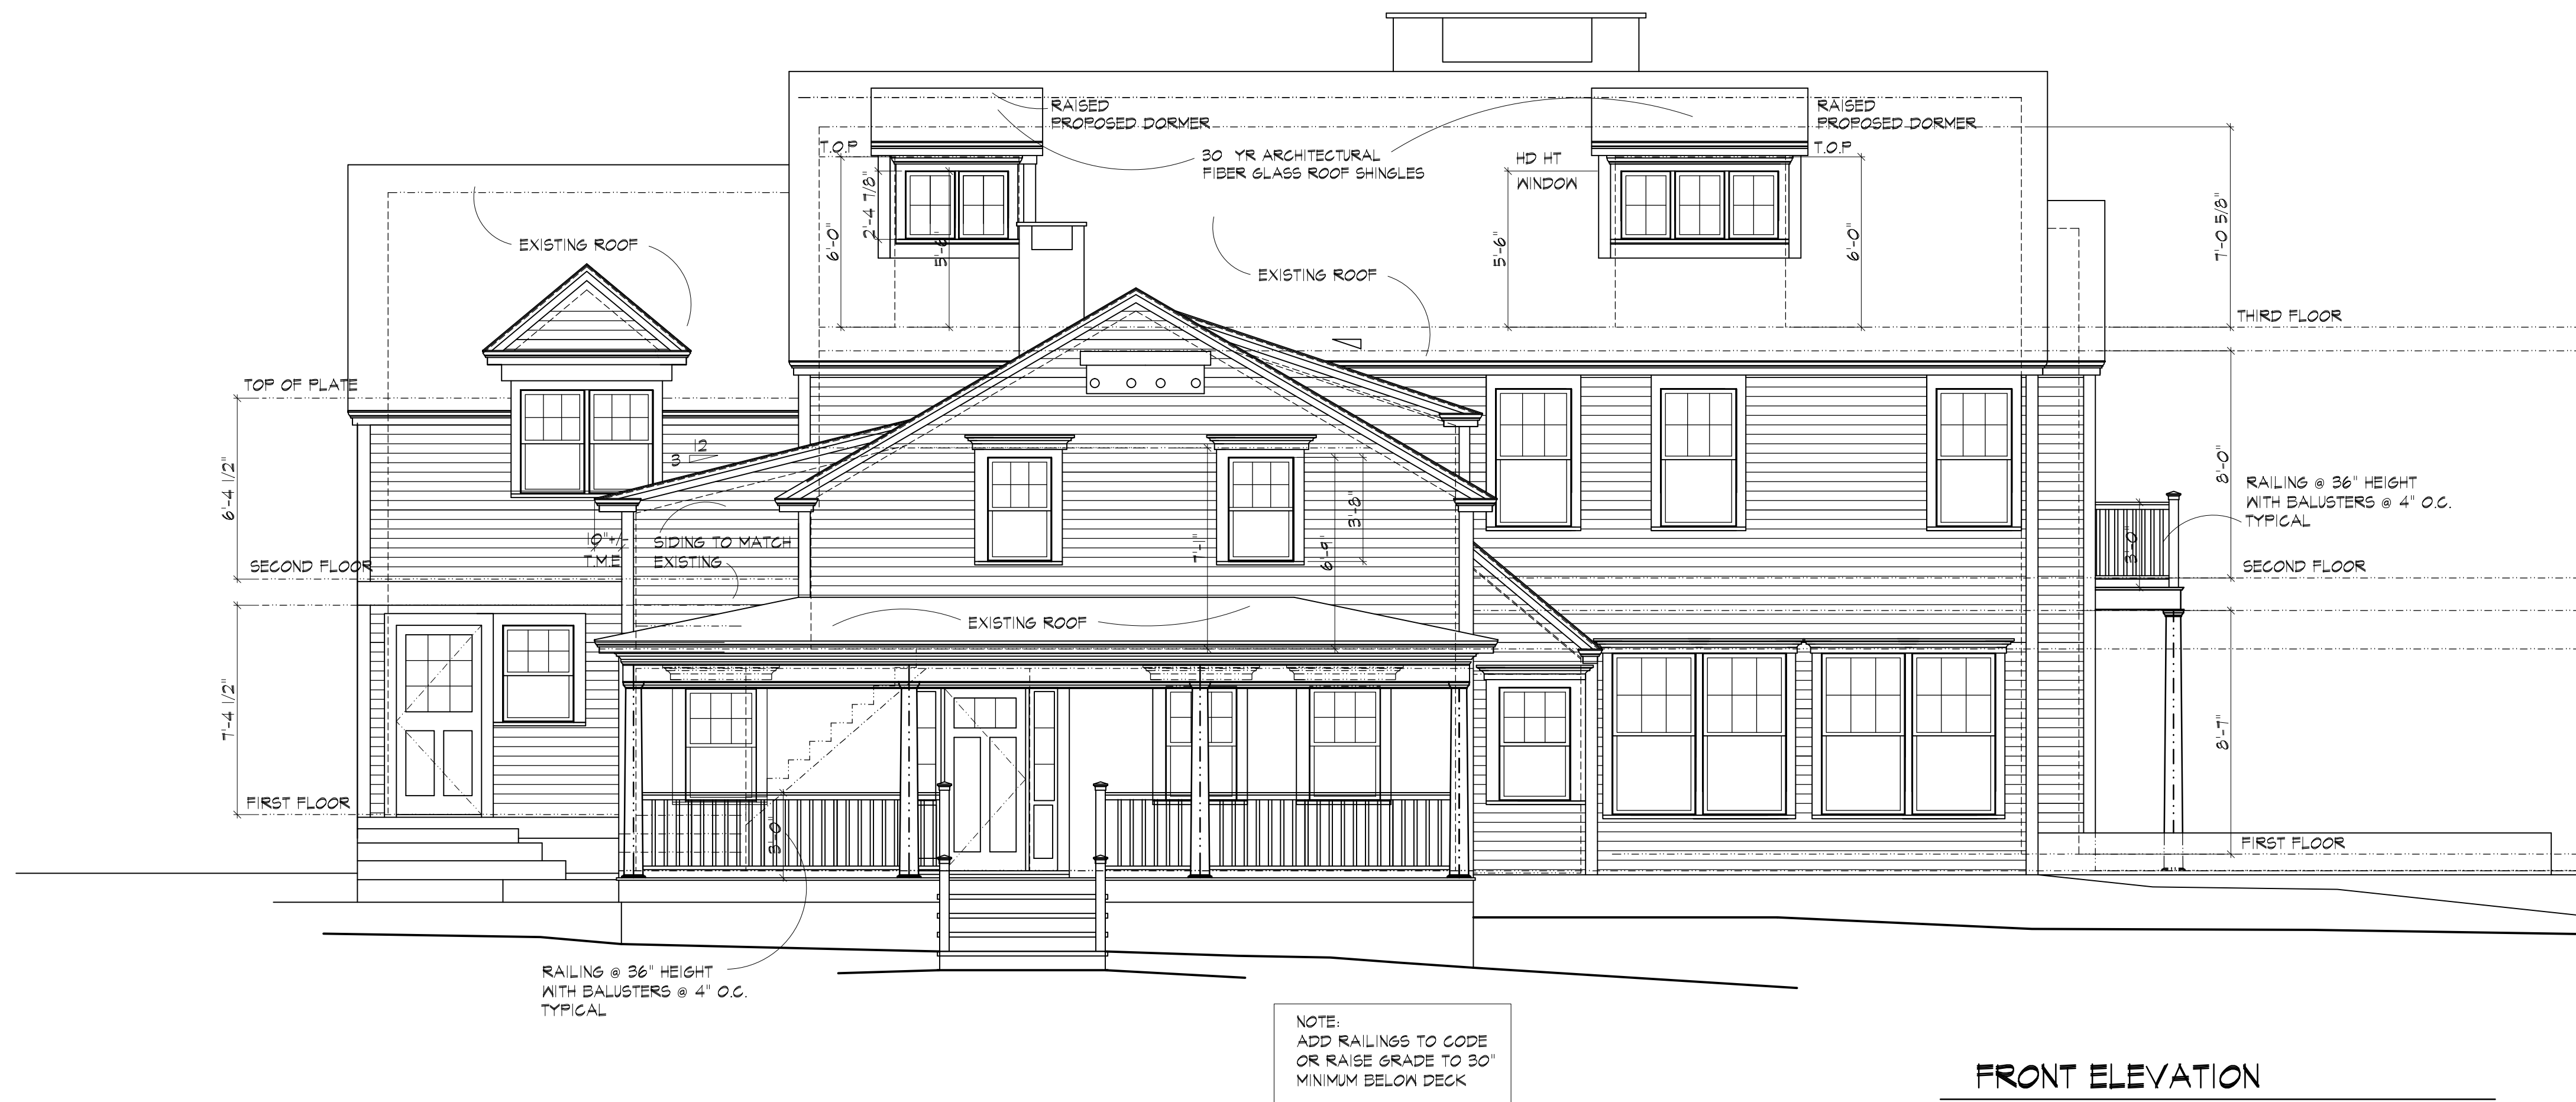 RAISED
PROPOSED DORMER
RAISED
PROPOSED DORMER
T.O.P
T.O.P
30 YR ARCHITECTURAL
FIBER GLASS ROOF SHINGLES
HD HT
WINDOW
2'-4 7/8"
6'-0"
5'-6"
5'-6"
6'-0"
7'-0 5/8"
EXISTING ROOF
EXISTING ROOF
THIRD FLOOR
TOP OF PLATE
12
3
6'-4 1/2"
8'-0"
RAILING @ 36" HEIGHT
WITH BALUSTERS @ 4" O.C.
TYPICAL
10"+/-
T.M.E
SIDING TO MATCH
EXISTING
7'-1"
6'-9"
3'-8"
3'-0"
SECOND FLOOR
SECOND FLOOR
EXISTING ROOF
7'-4 1/2"
8'-7"
FIRST FLOOR
3'-0"
FIRST FLOOR
RAILING @ 36" HEIGHT
WITH BALUSTERS @ 4" O.C.
TYPICAL
NOTE:
ADD RAILINGS TO CODE
OR RAISE GRADE TO 30"
MINIMUM BELOW DECK
FRONT ELEVATION